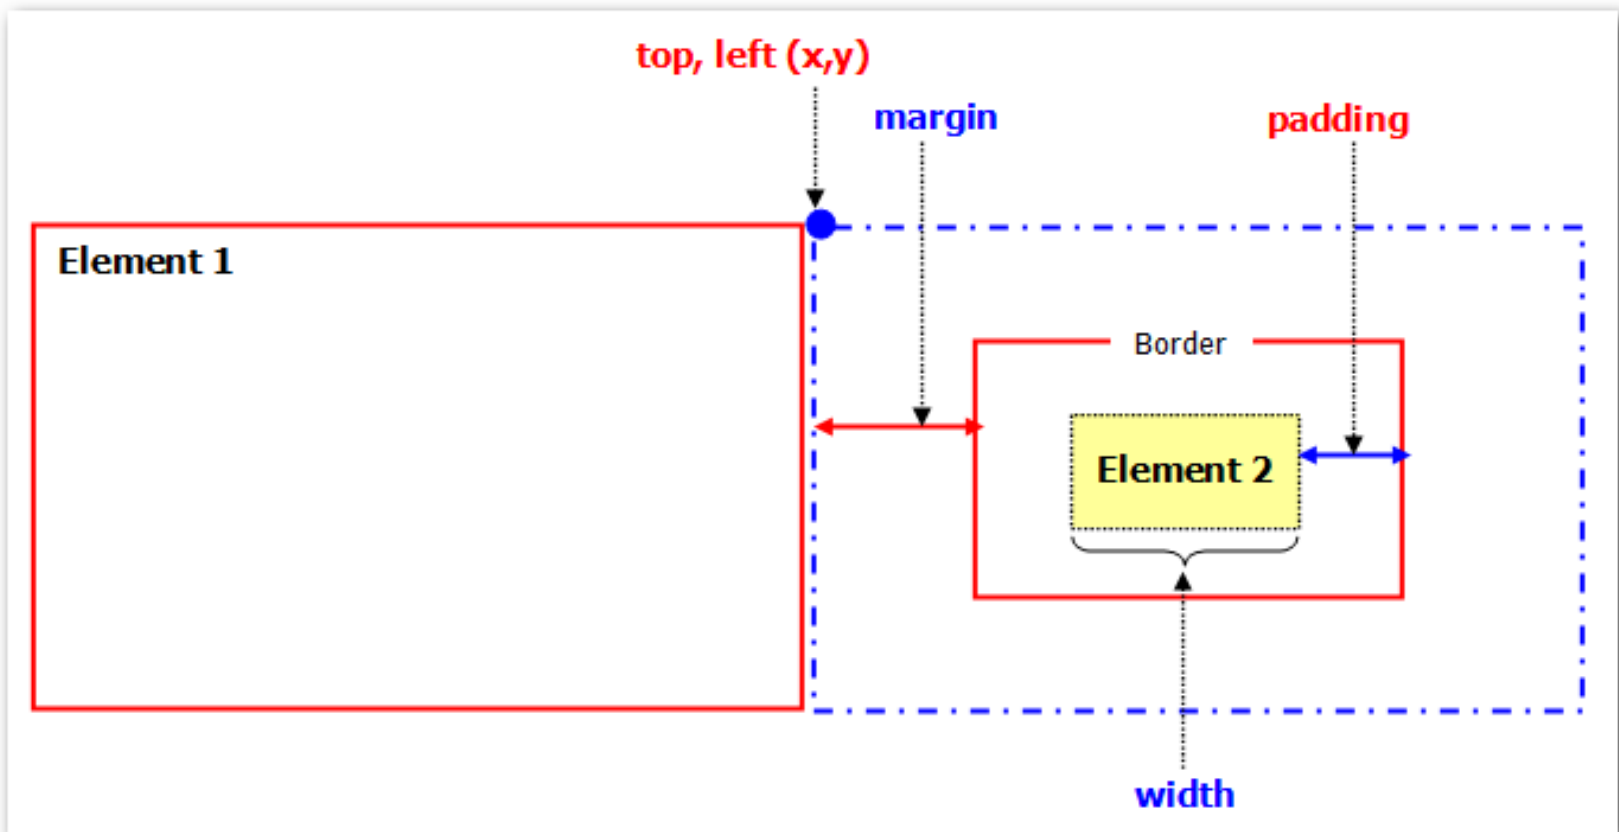 top, left (x,y)
margin
padding
Element 1
Border
Element 2
width